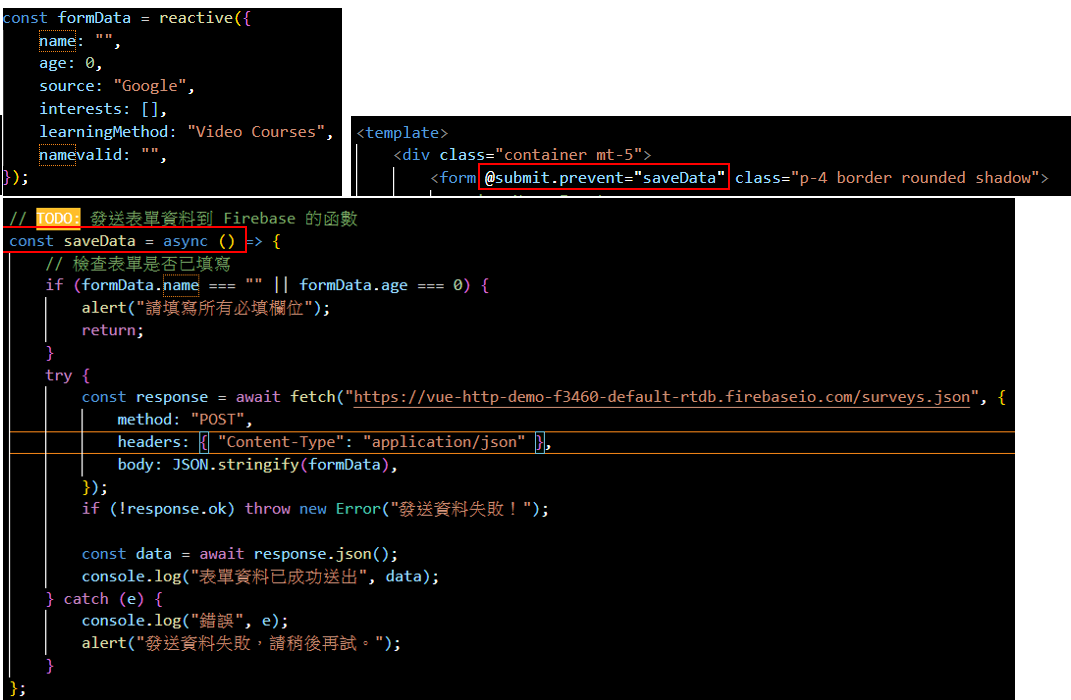 const formData = reactive({
    name: "",
    age: 0,
    source: "Google",
    interests: [],
    learningMethod: "Video Courses",
    namevalid: "",
});
<template>
    <div class="container mt-5">
        <form @submit.prevent="saveData" class="p-4 border rounded shadow">
// TODO: 發送表單資料到 Firebase 的函數
const saveData = async () => {
    // 檢查表單是否已填寫
    if (formData.name === "" || formData.age === 0) {
        alert("請填寫所有必填欄位");
        return;
    }
    try {
        const response = await fetch("https://vue-http-demo-f3460-default-rtdb.firebaseio.com/surveys.json", {
            method: "POST",
            headers: { "Content-Type": "application/json" },
            body: JSON.stringify(formData),
        });
        if (!response.ok) throw new Error("發送資料失敗！");
        const data = await response.json();
        console.log("表單資料已成功送出", data);
    } catch (e) {
        console.log("錯誤", e);
        alert("發送資料失敗，請稍後再試。");
    }
};